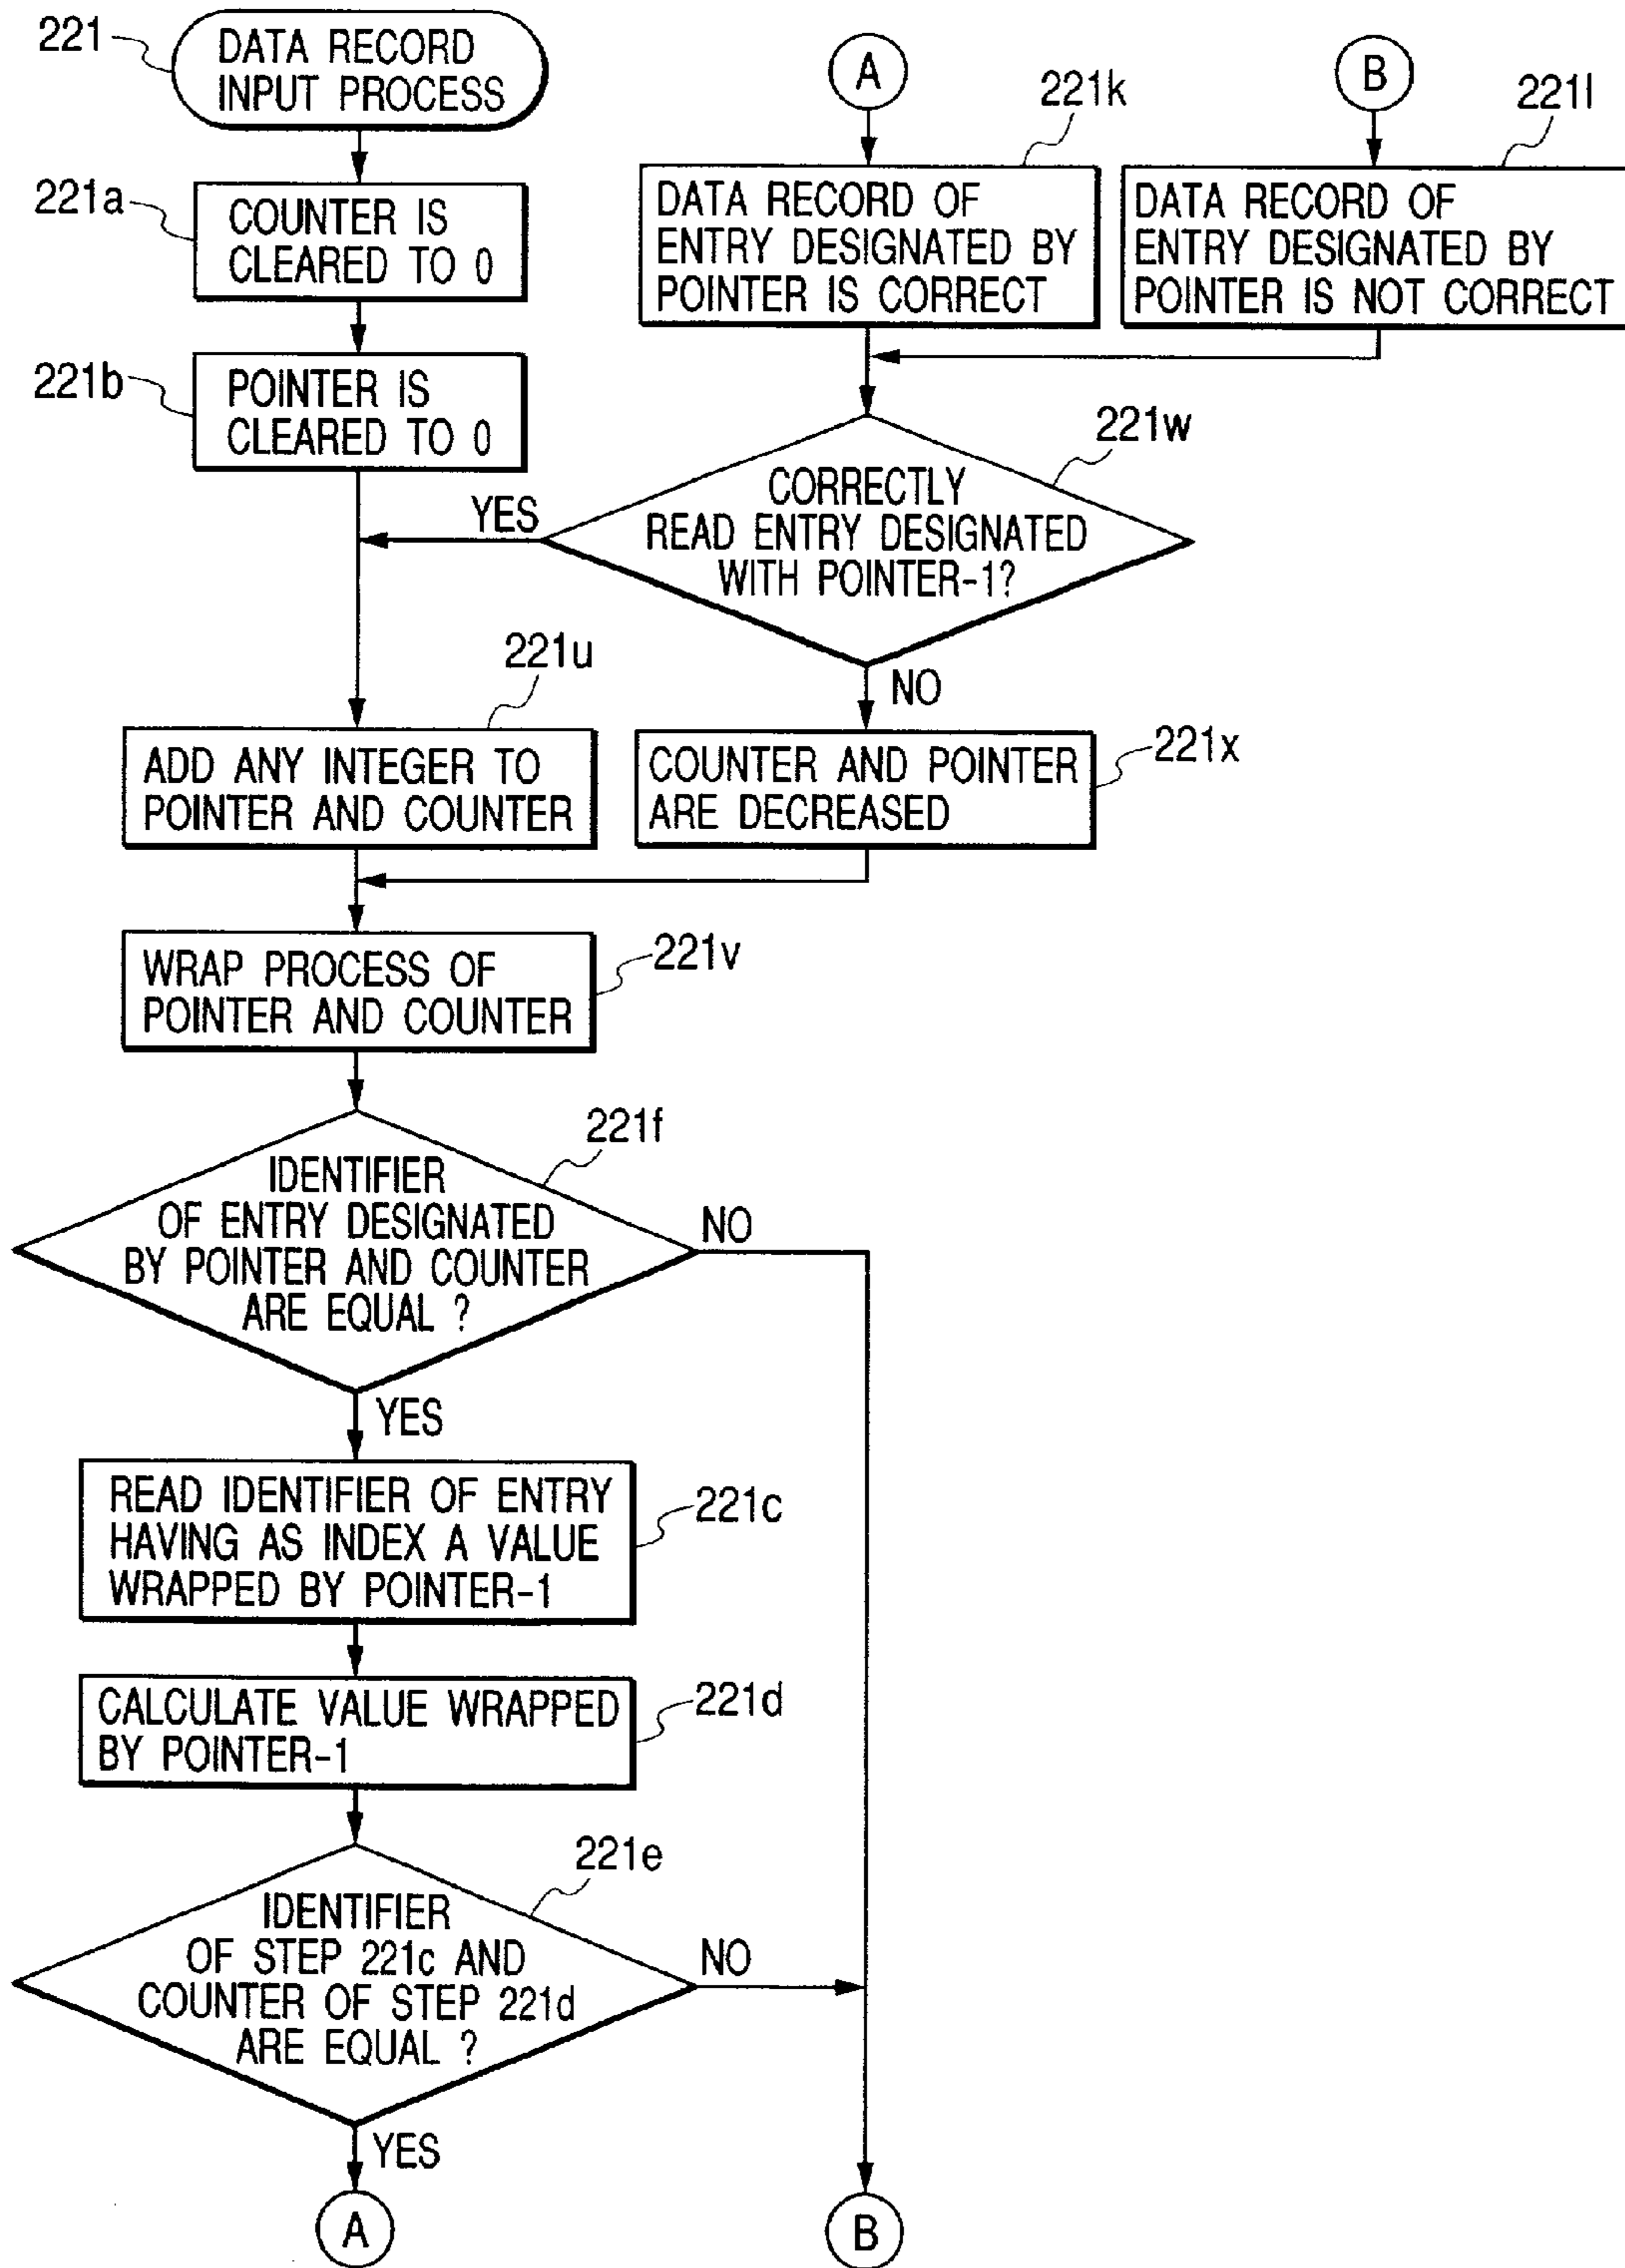 221
DATA RECORD
INPUT PROCESS
221a
COUNTER IS
CLEARED TO 0
221b
POINTER IS
CLEARED TO 0
A
221k
DATA RECORD OF
ENTRY DESIGNATED BY
POINTER IS CORRECT
B
221l
DATA RECORD OF
ENTRY DESIGNATED BY
POINTER IS NOT CORRECT
221w
CORRECTLY
READ ENTRY DESIGNATED
WITH POINTER-1?
YES
NO
221u
ADD ANY INTEGER TO
POINTER AND COUNTER
221x
COUNTER AND POINTER
ARE DECREASED
221v
WRAP PROCESS OF
POINTER AND COUNTER
221f
IDENTIFIER
OF ENTRY DESIGNATED
BY POINTER AND COUNTER
ARE EQUAL ?
NO
YES
221c
READ IDENTIFIER OF ENTRY
HAVING AS INDEX A VALUE
WRAPPED BY POINTER-1
221d
CALCULATE VALUE WRAPPED
BY POINTER-1
221e
IDENTIFIER
OF STEP 221c AND
COUNTER OF STEP 221d
ARE EQUAL ?
NO
YES
A
B